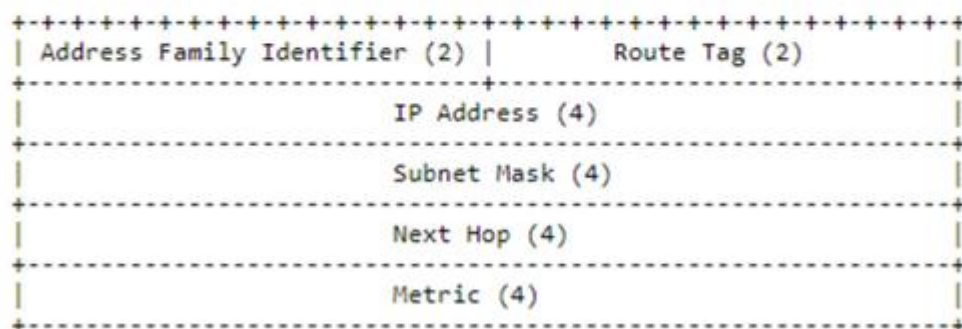 Address Family Identifier (2) | Route Tag (2)
IP Address (4)
Subnet Mask (4)
Next Hop (4)
Metric (4)